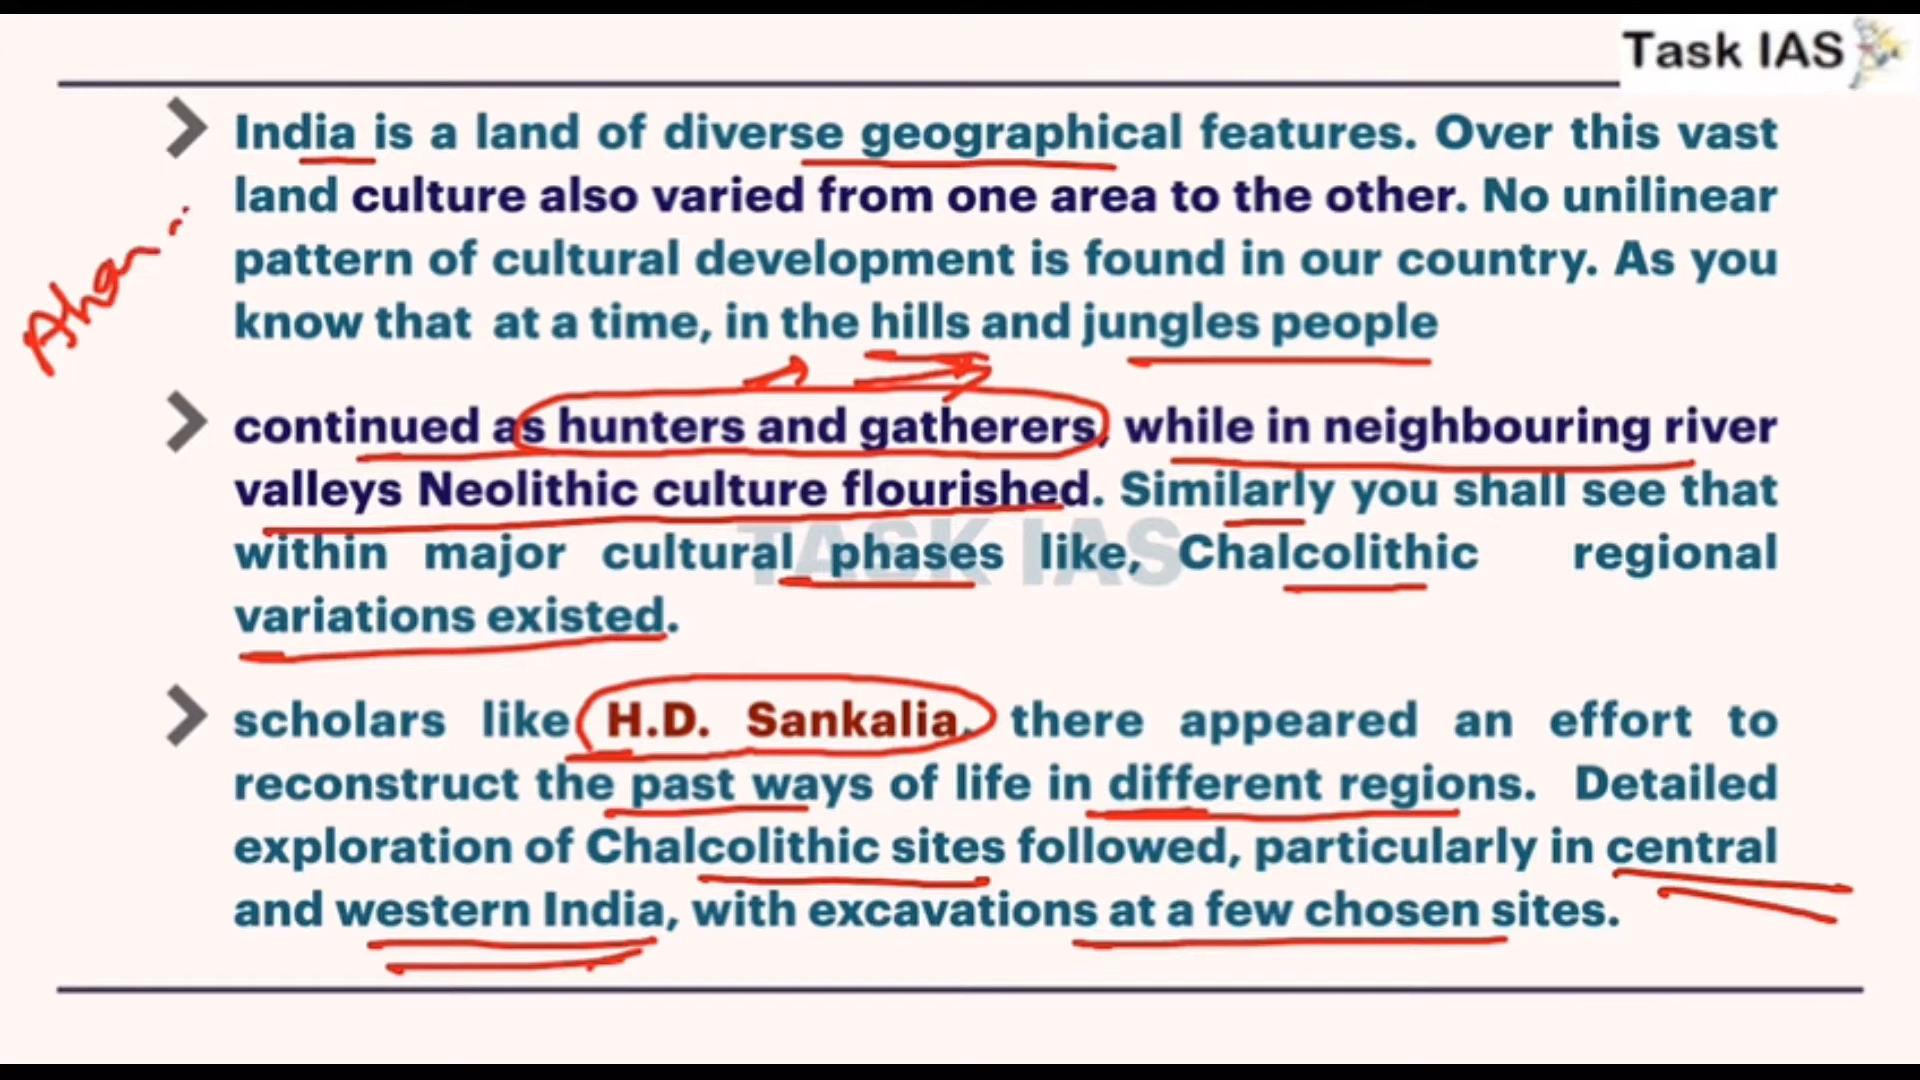 Task IAS
India is a land of diverse geographical features. Over this vast
land culture also varied from one area to the other. No unilinear
pattern of cultural development is found in our country. As you
know that at a time, in the hills and jungles people
Ahar
continued as hunters and gatherers, while in neighbouring river
valleys Neolithic culture flourished. Similarly you shall see that
within major cultural phases like, Chalcolithic regional
variations existed.
TASK IAS
scholars like H.D. Sankalia, there appeared an effort to
reconstruct the past ways of life in different regions. Detailed
exploration of Chalcolithic sites followed, particularly in central
and western India, with excavations at a few chosen sites.